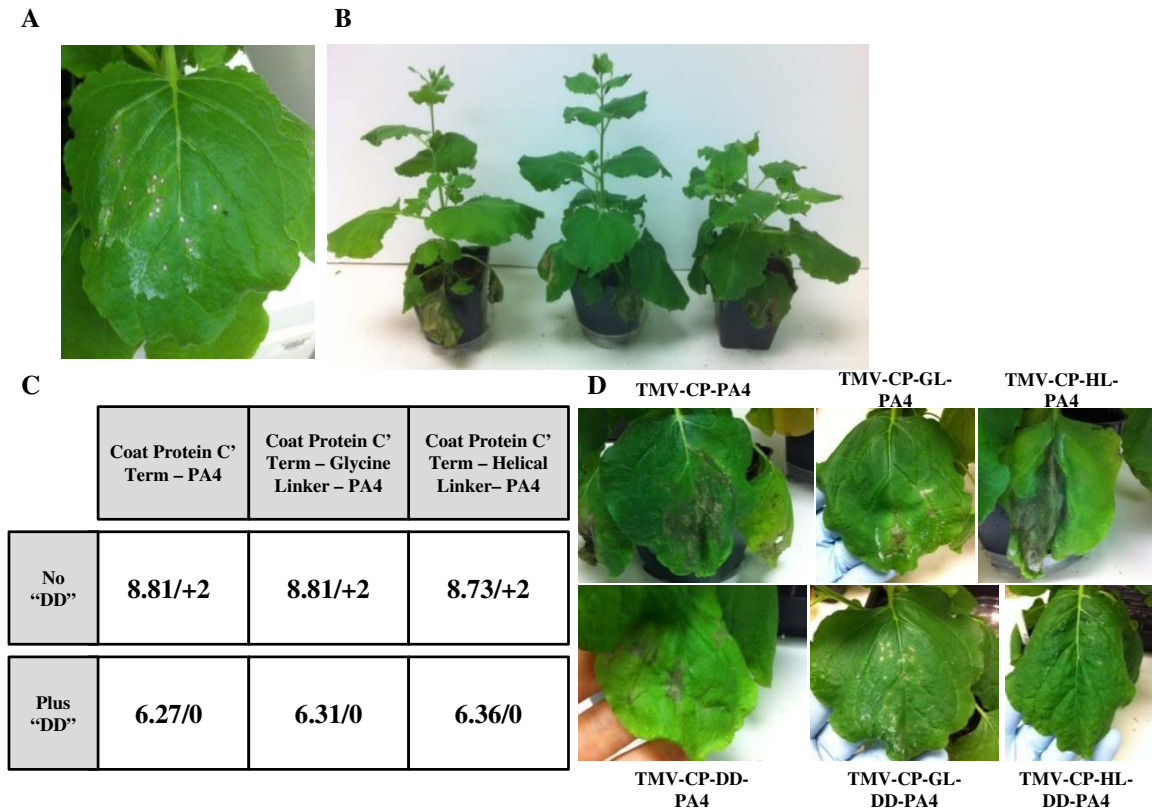 A
B
C
Coat Protein C’
Term – PA4
Coat Protein C’
Term – Glycine
Linker – PA4
Coat Protein C’
Term – Helical
Linker– PA4
No
“DD”
8.81/+2
8.81/+2
8.73/+2
Plus
“DD”
6.27/0
6.31/0
6.36/0
D
TMV-CP-PA4
TMV-CP-GL-
PA4
TMV-CP-HL-
PA4
TMV-CP-DD-
PA4
TMV-CP-GL-
DD-PA4
TMV-CP-HL-
DD-PA4